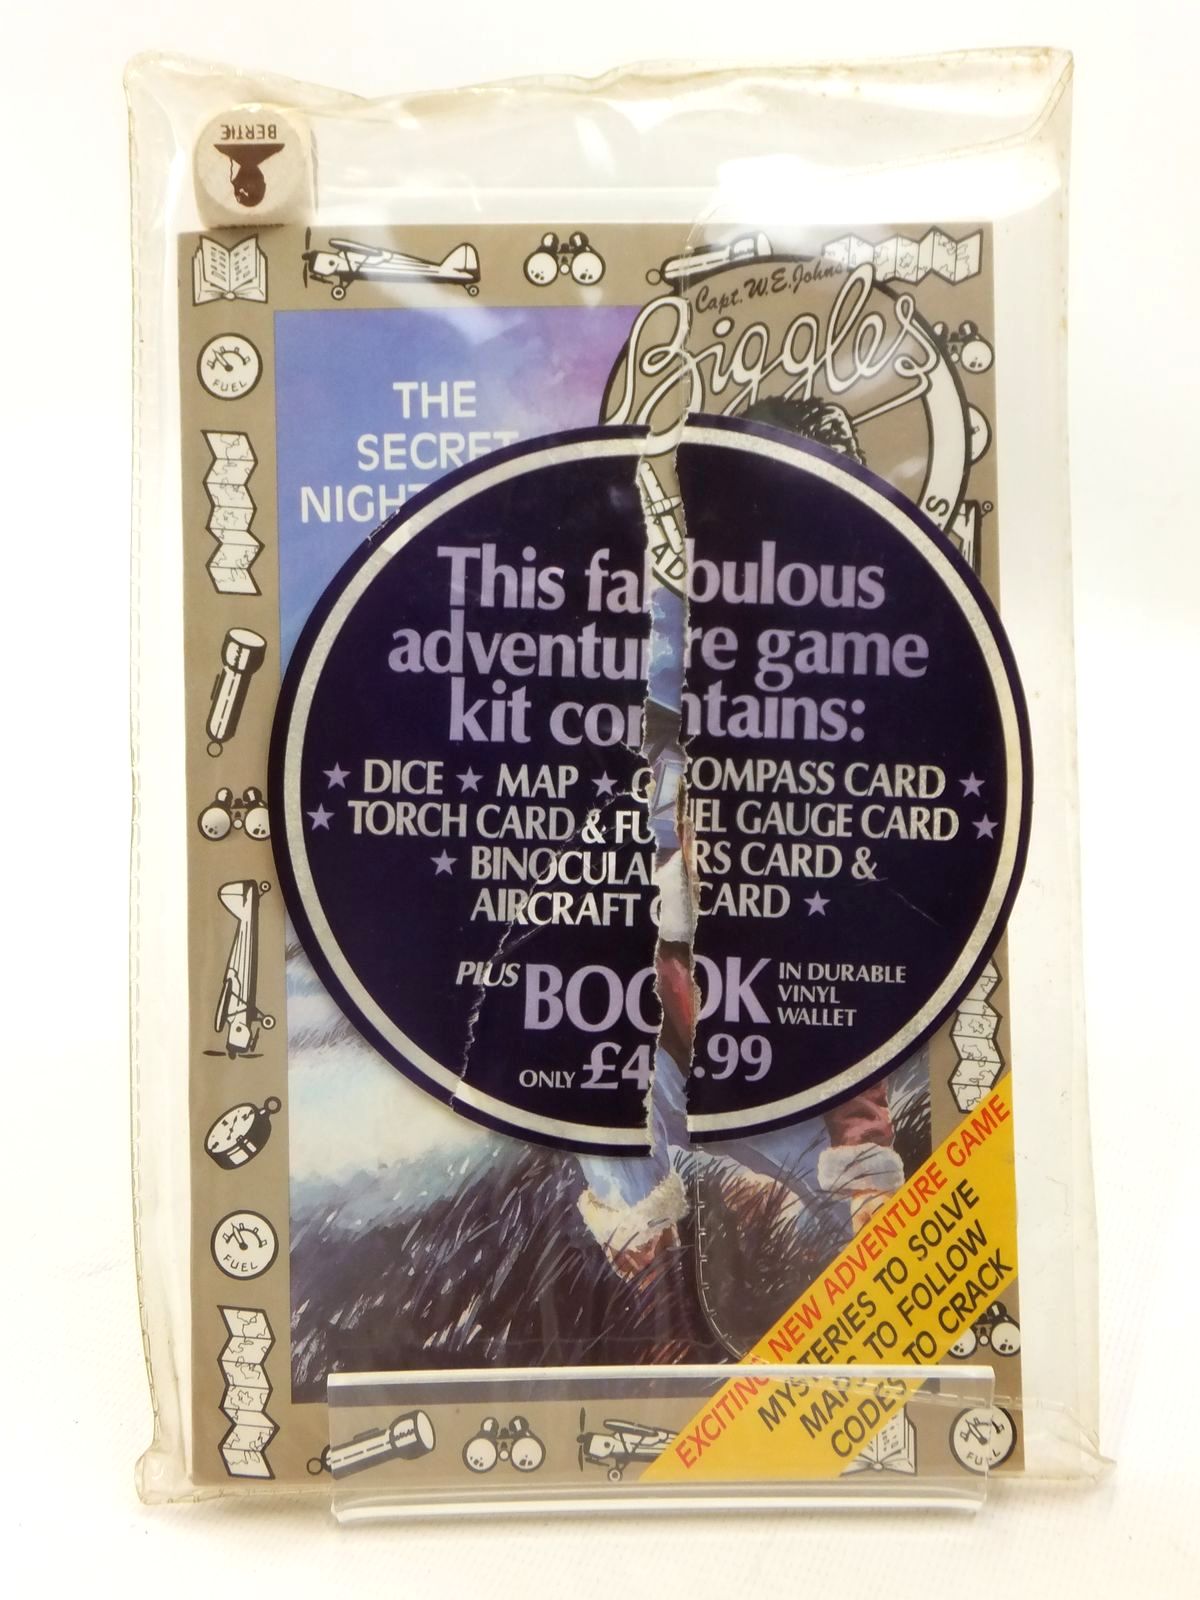 BERTIE
Capt. W.E. Johns'
Biggles
FUEL
THE
SECRET
NIGHT
This fabulous
adventure game
kit contains:
★ DICE ★ MAP ★ COMPASS CARD ★
★ TORCH CARD & FUEL GAUGE CARD ★
★ BINOCULARS CARD &
AIRCRAFT CARD ★
PLUS BOOK IN DURABLE
VINYL
WALLET
ONLY £4.99
EXCITING NEW ADVENTURE GAME
MYSTERIES TO SOLVE
MAPS TO FOLLOW
CODES TO CRACK
FUEL
FUEL